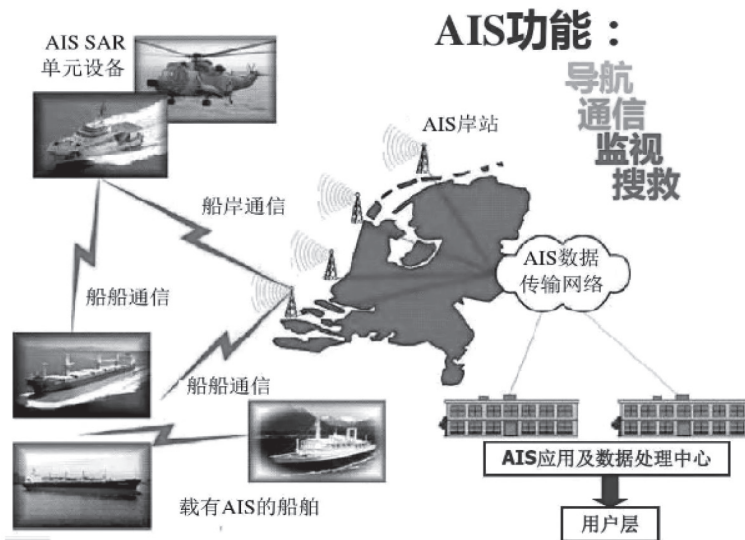 AIS功能：
导航
通信
监视
搜救
AIS SAR
单元设备
AIS岸站
船岸通信
AIS数据
传输网络
船船通信
船船通信
载有AIS的船舶
AIS应用及数据处理中心
用户层